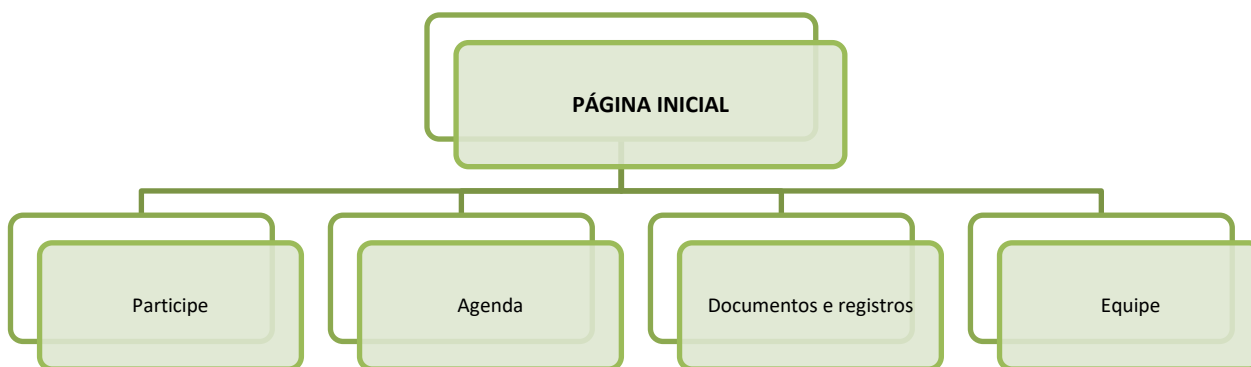 PÁGINA INICIAL
Participe
Agenda
Documentos e registros
Equipe